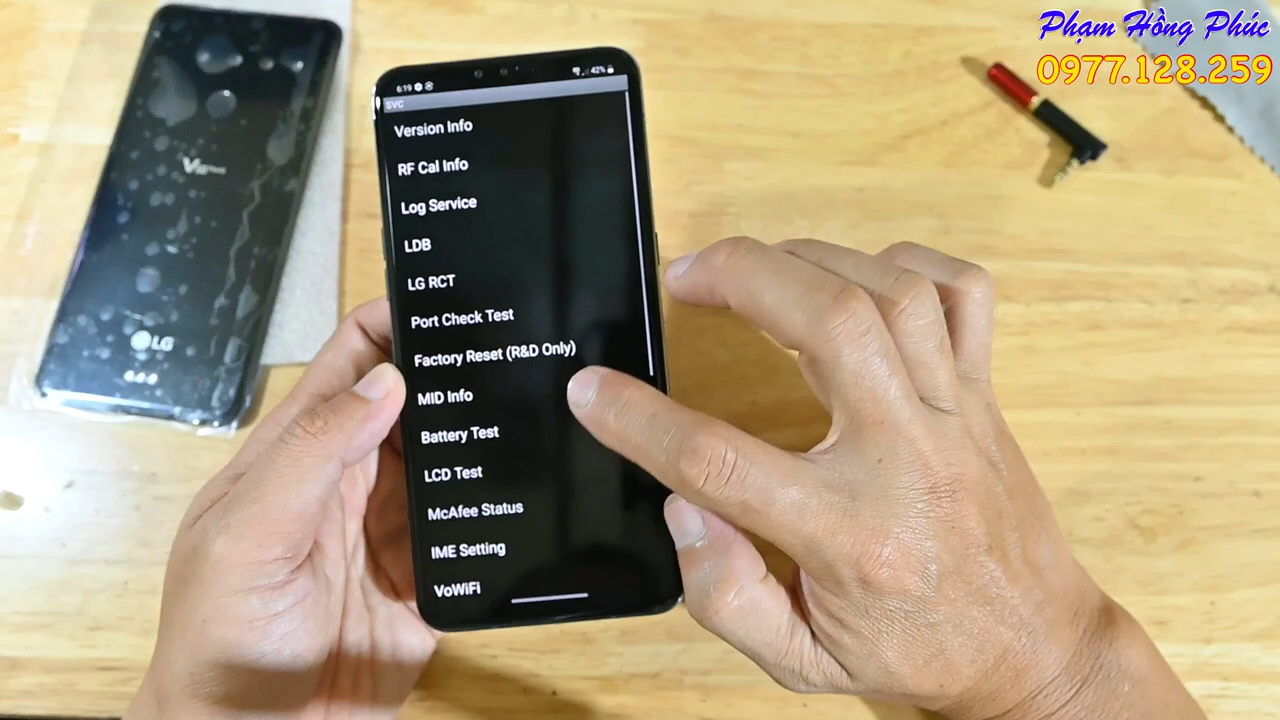 Phạm Hồng Phúc
0977.128.259
6:19
42%
SVC
Version Info
RF Cal Info
Log Service
LDB
LG RCT
Port Check Test
Factory Reset (R&D Only)
MID Info
Battery Test
LCD Test
McAfee Status
IME Setting
VoWiFi
LG